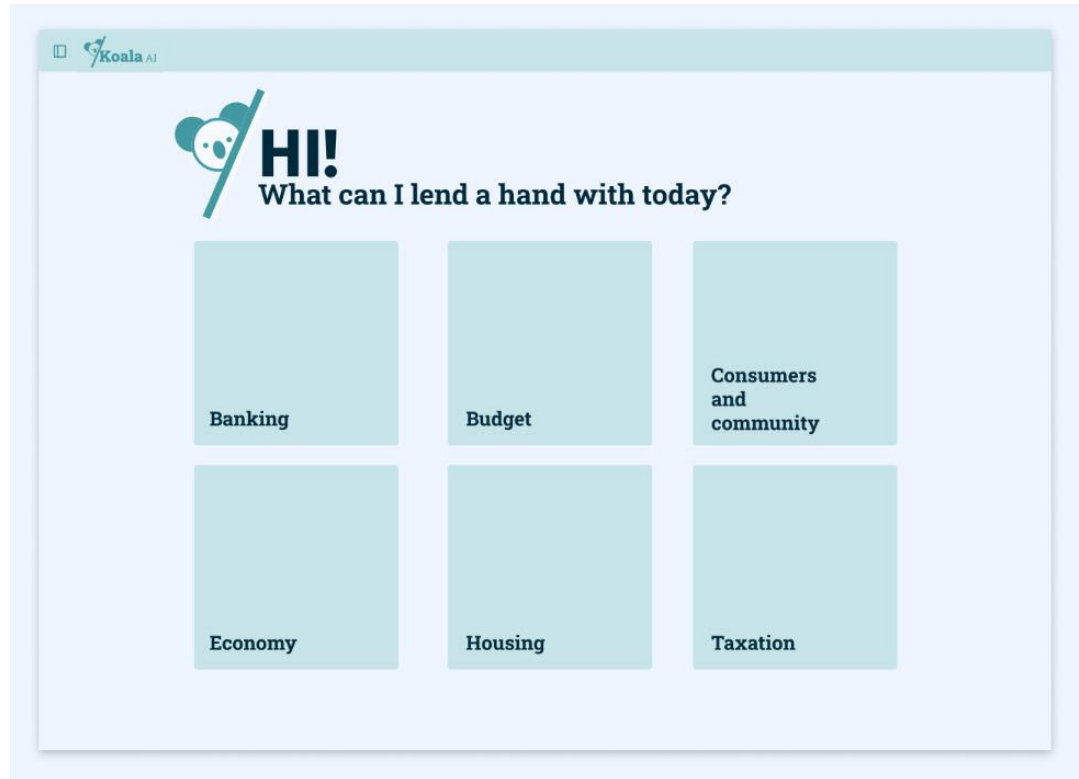 Koala AI
HI!
What can I lend a hand with today?
Banking
Budget
Consumers
and
community
Economy
Housing
Taxation